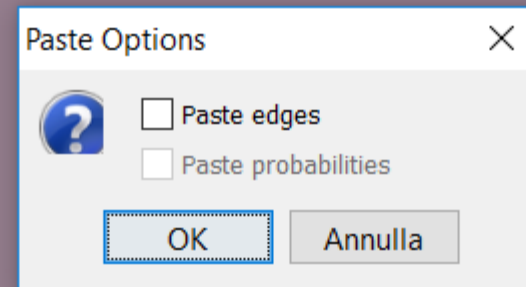 Paste Options
Paste edges
Paste probabilities
OK Annulla